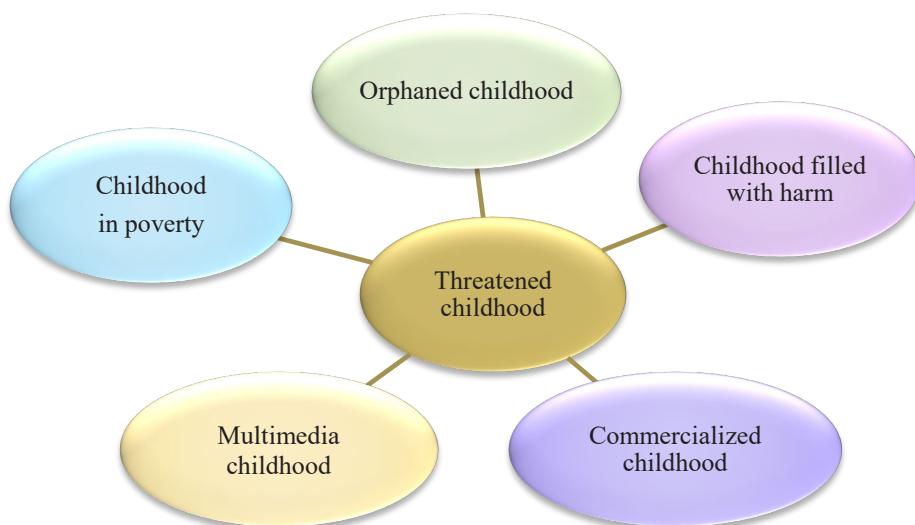 Orphaned childhood
Childhood
in poverty
Childhood filled
with harm
Threatened
childhood
Multimedia
childhood
Commercialized
childhood